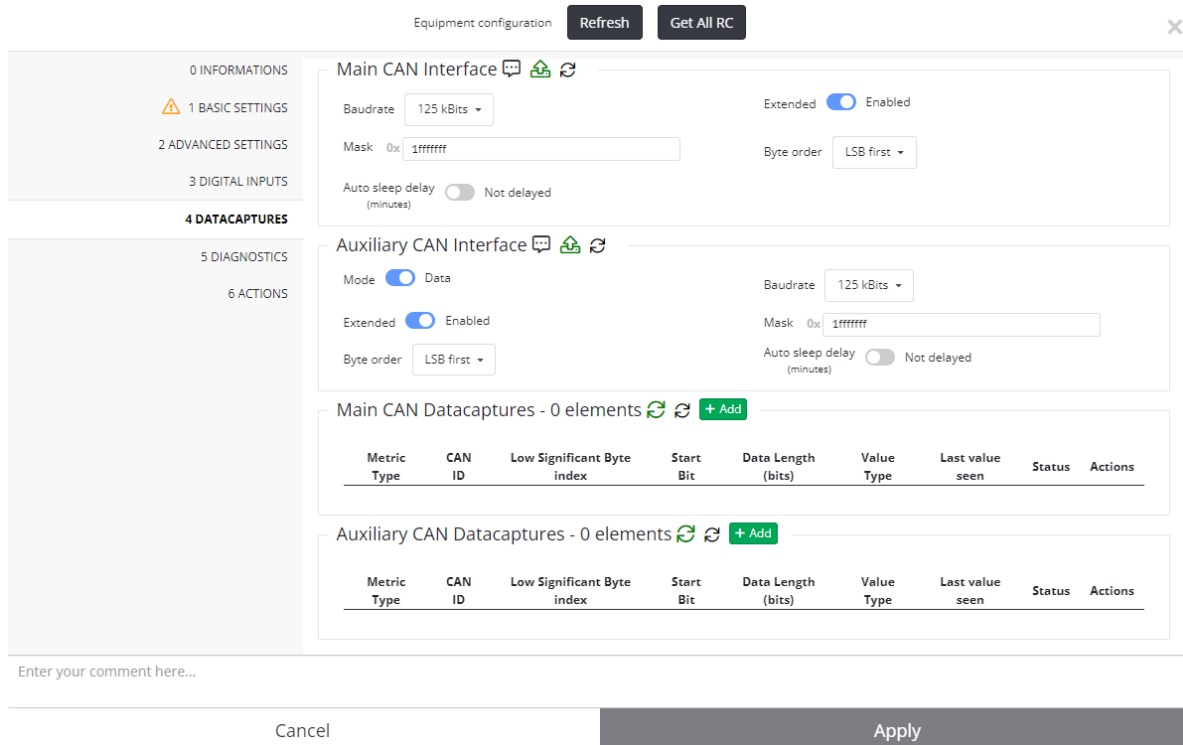 Equipment configuration Refresh Get All RC
×
0 INFORMATIONS
1 BASIC SETTINGS
2 ADVANCED SETTINGS
3 DIGITAL INPUTS
4 DATACAPTURES
5 DIAGNOSTICS
6 ACTIONS
Main CAN Interface
Baudrate 125 kBits
Extended Enabled
Mask 0x 1fffffff
Byte order LSB first
Auto sleep delay (minutes) Not delayed
Auxiliary CAN Interface
Mode Data
Baudrate 125 kBits
Extended Enabled
Mask 0x 1fffffff
Byte order LSB first
Auto sleep delay (minutes) Not delayed
Main CAN Datacaptures - 0 elements + Add
Metric Type CAN ID Low Significant Byte index Start Bit Data Length (bits) Value Type Last value seen Status Actions
Auxiliary CAN Datacaptures - 0 elements + Add
Metric Type CAN ID Low Significant Byte index Start Bit Data Length (bits) Value Type Last value seen Status Actions
Enter your comment here...
Cancel Apply